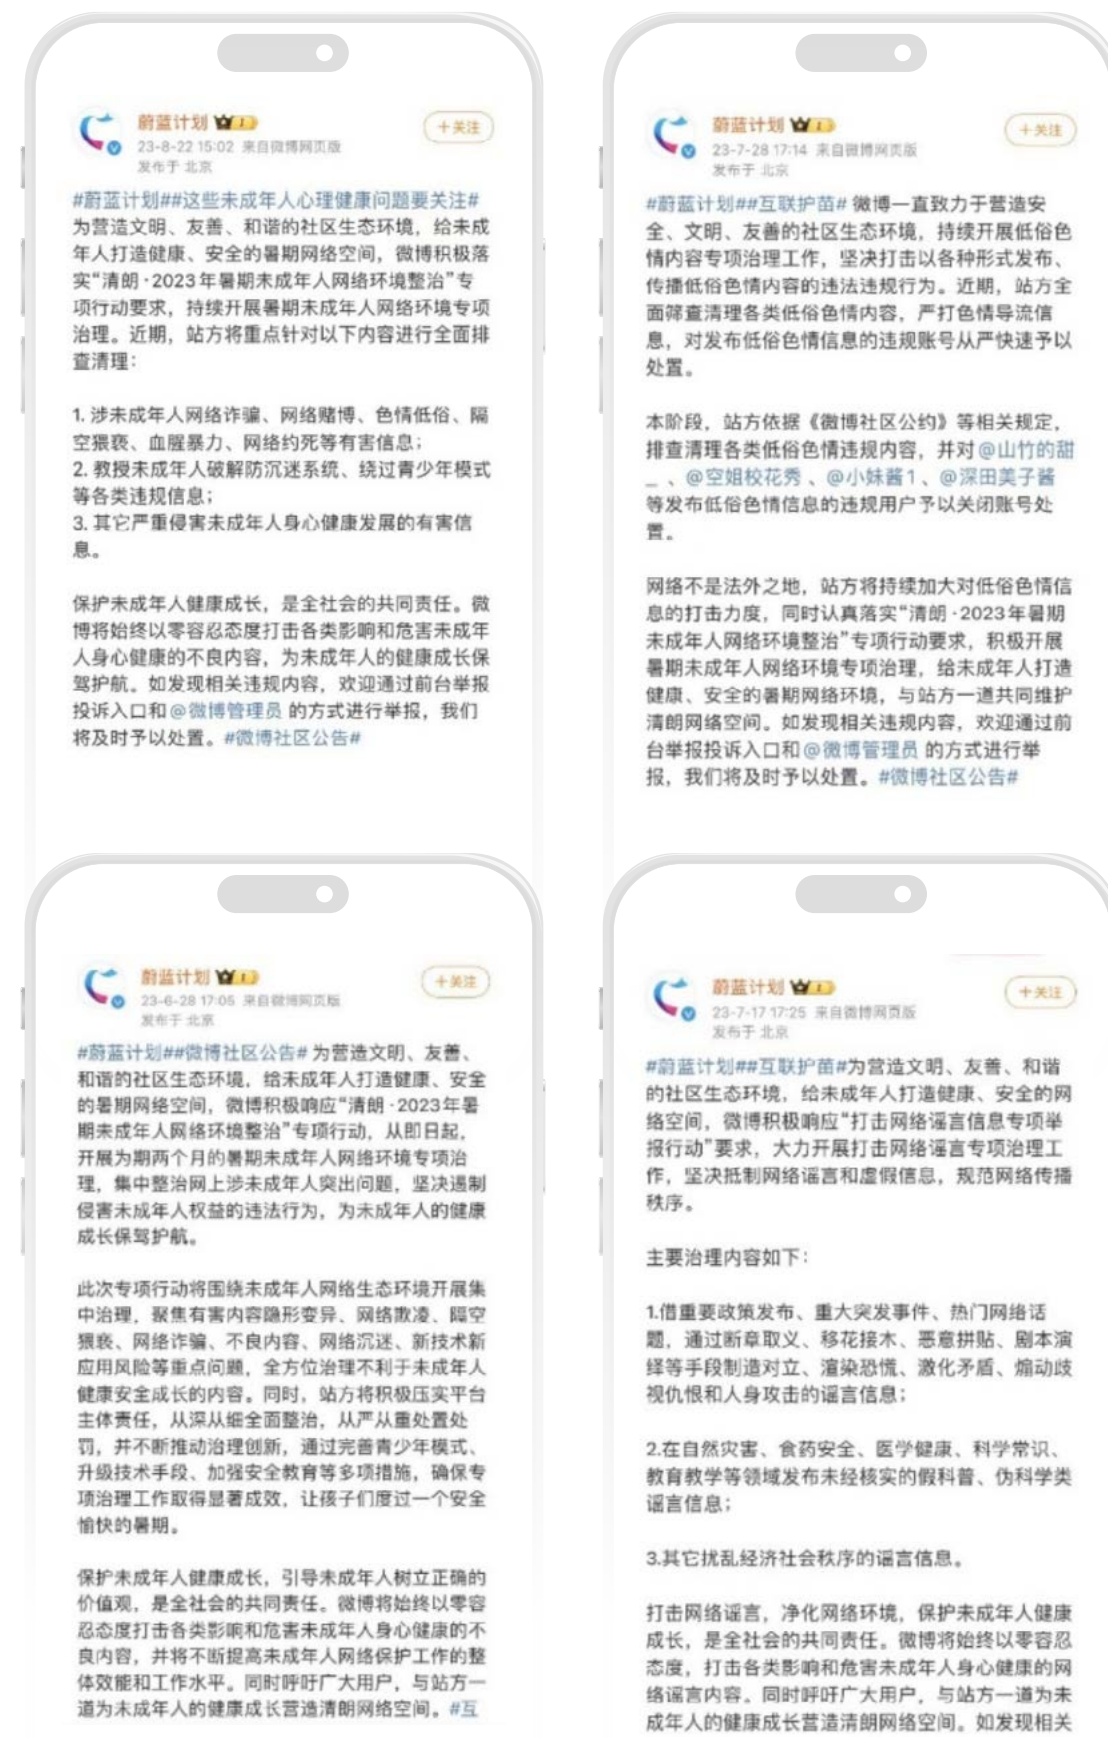 蔚蓝计划
1
+关注
23-8-22 15:02 来自微博网页版
发布于 北京
#蔚蓝计划##这些未成年人心理健康问题要关注#
为营造文明、友善、和谐的社区生态环境，给未成
年人打造健康、安全的暑期网络空间，微博积极落
实“清朗·2023年暑期未成年人网络环境整治”专
项行动要求，持续开展暑期未成年人网络环境专项
治理。近期，站方将重点针对以下内容进行全面排
查清理：
1. 涉未成年人网络诈骗、网络赌博、色情低俗、隔
空猥亵、血腥暴力、网络约死等有害信息；
2. 教授未成年人破解防沉迷系统、绕过青少年模式
等各类违规信息；
3. 其它严重侵害未成年人身心健康发展的有害信
息。
保护未成年人健康成长，是全社会的共同责任。微
博将始终以零容忍态度打击各类影响和危害未成年
人身心健康的不良内容，为未成年人的健康成长保
驾护航。如发现相关违规内容，欢迎通过前台举报
投诉入口和@微博管理员 的方式进行举报，我们
将及时予以处置。#微博社区公告#
蔚蓝计划
1
+关注
23-7-28 17:14 来自微博网页版
发布于 北京
#蔚蓝计划##互联护苗# 微博一直致力于营造安
全、文明、友善的社区生态环境，持续开展低俗色
情内容专项治理工作，坚决打击以各种形式发布、
传播低俗色情内容的违法违规行为。近期，站方全
面筛查清理各类低俗色情内容，严打色情导流信
息，对发布低俗色情信息的违规账号从严快速予以
处置。
本阶段，站方依据《微博社区公约》等相关规定，
排查清理各类低俗色情违规内容，并对@山竹的甜
_ 、@空姐校花秀 、@小妹酱1 、@深田美子酱
等发布低俗色情信息的违规用户予以关闭账号处
置。
网络不是法外之地，站方将持续加大对低俗色情信
息的打击力度，同时认真落实“清朗·2023年暑期
未成年人网络环境整治”专项行动要求，积极开展
暑期未成年人网络环境专项治理，给未成年人打造
健康、安全的暑期网络环境，与站方一道共同维护
清朗网络空间。如发现相关违规内容，欢迎通过前
台举报投诉入口和@微博管理员 的方式进行举
报，我们将及时予以处置。#微博社区公告#
蔚蓝计划
1
+关注
23-6-28 17:05 来自微博网页版
发布于 北京
#蔚蓝计划##微博社区公告# 为营造文明、友善、
和谐的社区生态环境，给未成年人打造健康、安全
的暑期网络空间，微博积极响应“清朗·2023年暑
期未成年人网络环境整治”专项行动，从即日起，
开展为期两个月的暑期未成年人网络环境专项治
理，集中整治网上涉未成年人突出问题，坚决遏制
侵害未成年人权益的违法行为，为未成年人的健康
成长保驾护航。
此次专项行动将围绕未成年人网络生态环境开展集
中治理，聚焦有害内容隐形变异、网络欺凌、隔空
猥亵、网络诈骗、不良内容、网络沉迷、新技术新
应用风险等重点问题，全方位治理不利于未成年人
健康安全成长的内容。同时，站方将积极压实平台
主体责任，从深从细全面整治，从严从重处置处
罚，并不断推动治理创新，通过完善青少年模式、
升级技术手段、加强安全教育等多项措施，确保专
项治理工作取得显著成效，让孩子们度过一个安全
愉快的暑期。
保护未成年人健康成长，引导未成年人树立正确的
价值观，是全社会的共同责任。微博将始终以零容
忍态度打击各类影响和危害未成年人身心健康的不
良内容，并将不断提高未成年人网络保护工作的整
体效能和工作水平。同时呼吁广大用户，与站方一
道为未成年人的健康成长营造清朗网络空间。#互
蔚蓝计划
1
+关注
23-7-17 17:25 来自微博网页版
发布于 北京
#蔚蓝计划##互联护苗#为营造文明、友善、和谐
的社区生态环境，给未成年人打造健康、安全的网
络空间，微博积极响应“打击网络谣言信息专项举
报行动”要求，大力开展打击网络谣言专项治理工
作，坚决抵制网络谣言和虚假信息，规范网络传播
秩序。
主要治理内容如下：
1.借重要政策发布、重大突发事件、热门网络话
题，通过断章取义、移花接木、恶意拼贴、剧本演
绎等手段制造对立、渲染恐慌、激化矛盾、煽动歧
视仇恨和人身攻击的谣言信息；
2.在自然灾害、食药安全、医学健康、科学常识、
教育教学等领域发布未经核实的假科普、伪科学类
谣言信息；
3.其它扰乱经济社会秩序的谣言信息。
打击网络谣言，净化网络环境，保护未成年人健康
成长，是全社会的共同责任。微博将始终以零容忍
态度，打击各类影响和危害未成年人身心健康的网
络谣言内容。同时呼吁广大用户，与站方一道为未
成年人的健康成长营造清朗网络空间。如发现相关